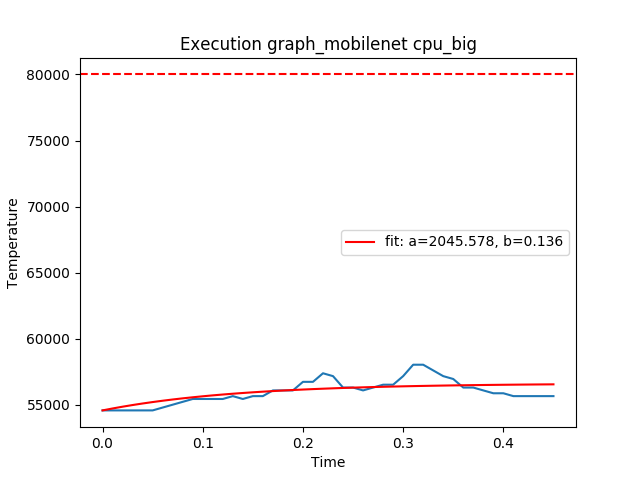 Execution graph_mobilenet cpu_big
80000
75000
70000
65000
60000
55000
Temperature
fit: a=2045.578, b=0.136
0.0 0.1 0.2 0.3 0.4
Time